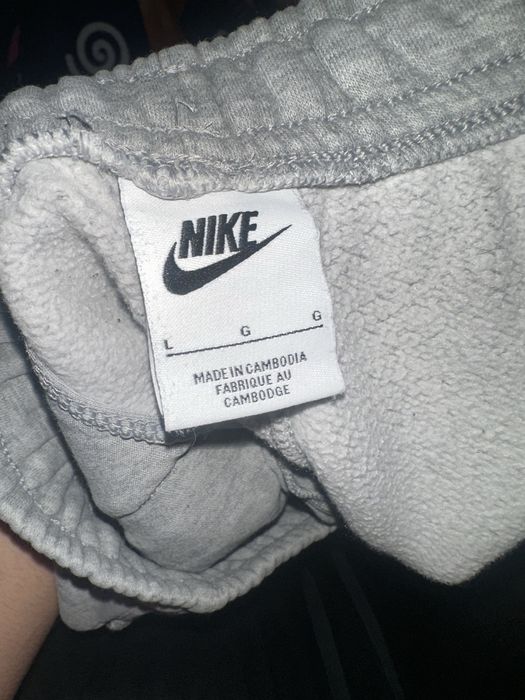 NIKE
L G G
MADE IN CAMBODIA
FABRIQUE AU
CAMBODGE